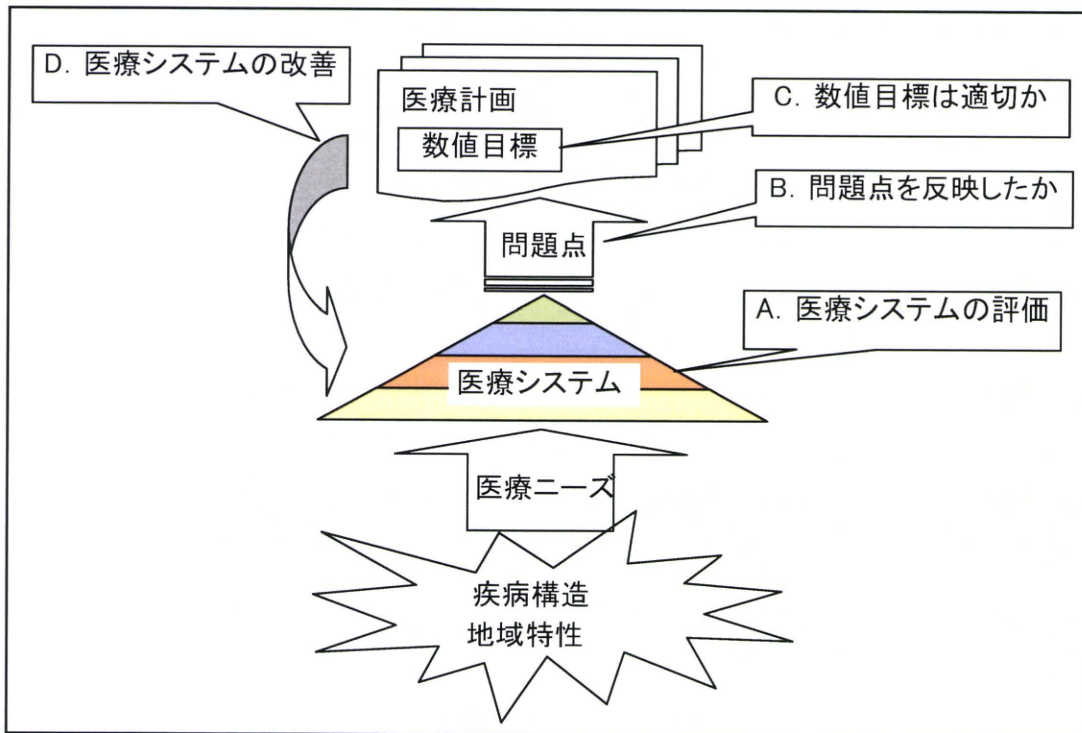 D. 医療システムの改善
医療計画
数値目標
C. 数値目標は適切か
B. 問題点を反映したか
問題点
A. 医療システムの評価
医療システム
医療ニーズ
疾病構造
地域特性